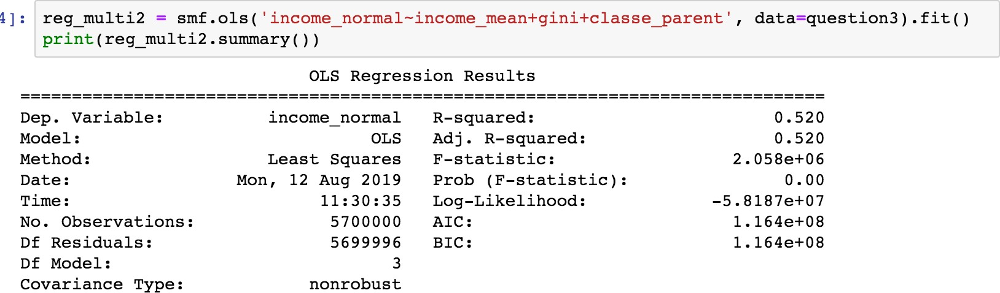 4]: reg_multi2 = smf.ols('income_normal~income_mean+gini+classe_parent', data=question3).fit()
print(reg_multi2.summary())
OLS Regression Results
==============================================================================
Dep. Variable: income_normal R-squared: 0.520
Model: OLS Adj. R-squared: 0.520
Method: Least Squares F-statistic: 2.058e+06
Date: Mon, 12 Aug 2019 Prob (F-statistic): 0.00
Time: 11:30:35 Log-Likelihood: -5.8187e+07
No. Observations: 5700000 AIC: 1.164e+08
Df Residuals: 5699996 BIC: 1.164e+08
Df Model: 3
Covariance Type: nonrobust